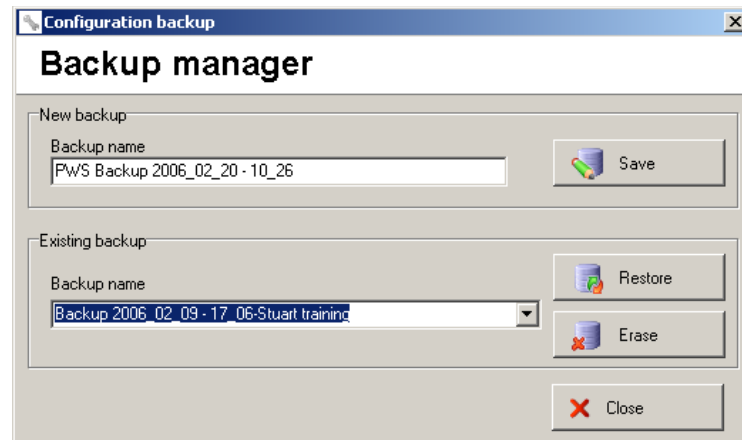 Configuration backup
Backup manager
New backup
Backup name
PWS Backup 2006_02_20 - 10_26
Save
Existing backup
Backup name
Backup 2006_02_09 - 17_06-Stuart training
Restore
Erase
Close